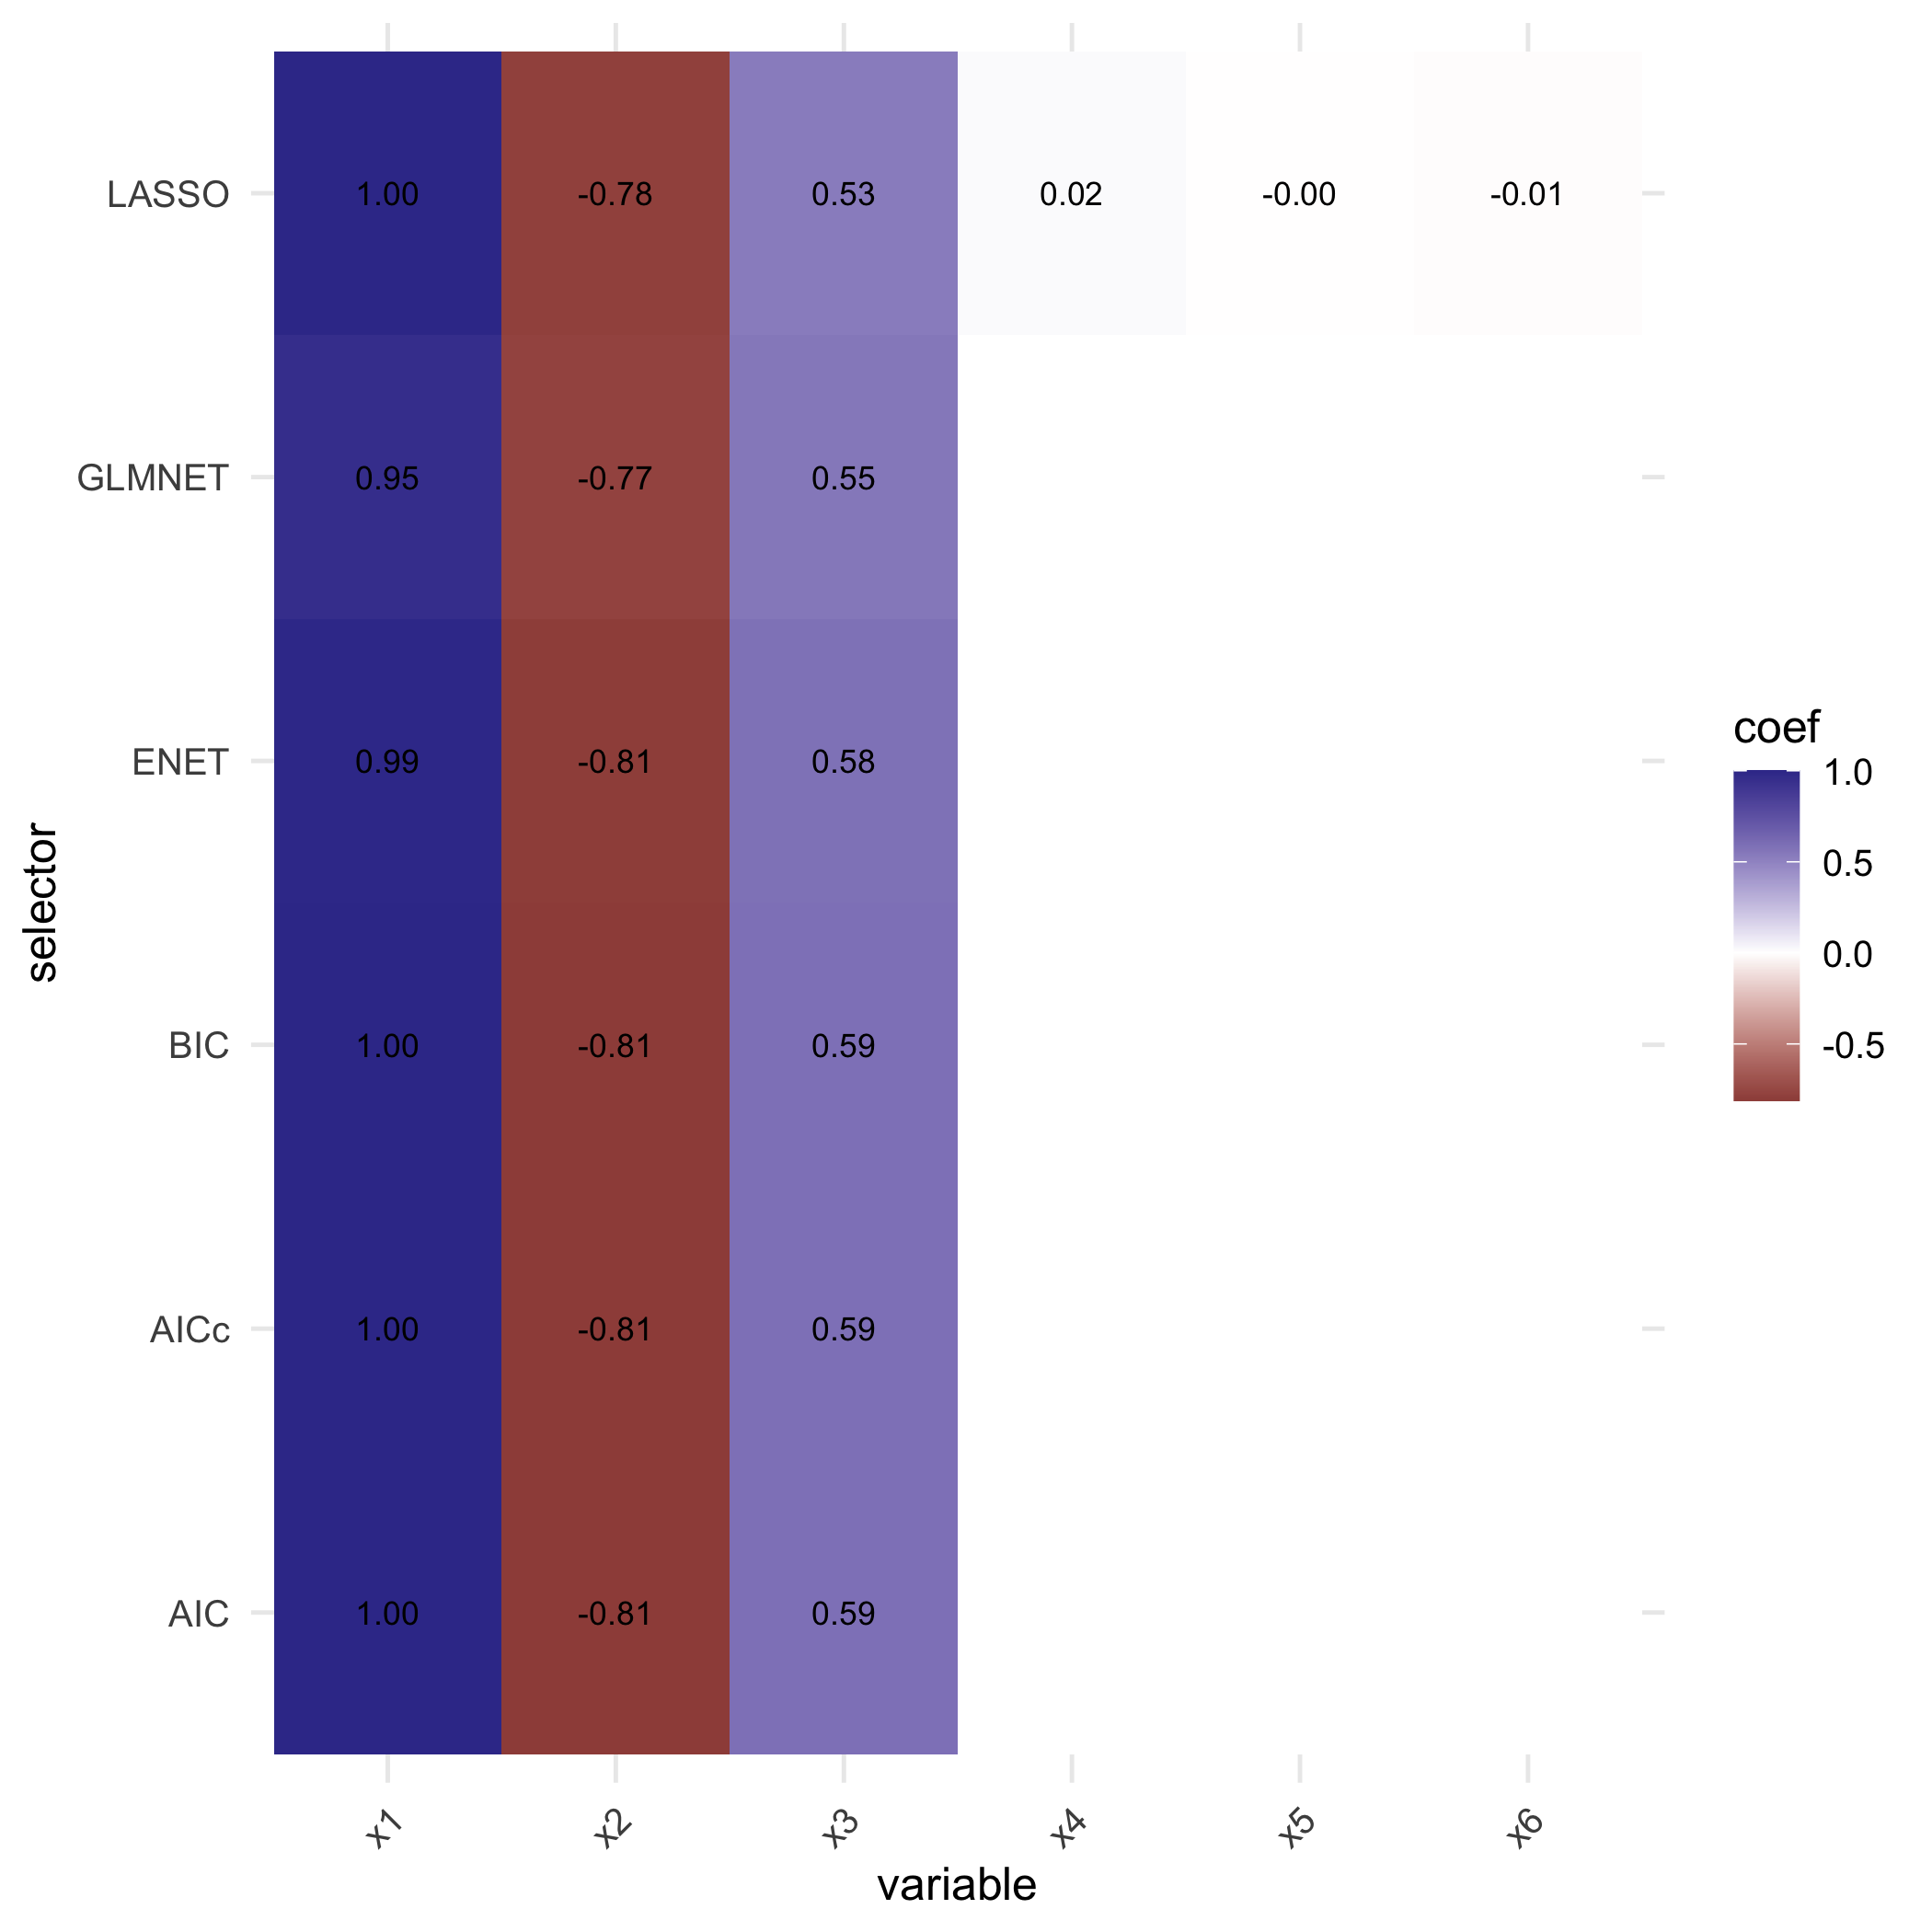 LASSO 1.00 -0.78 0.53 0.02 -0.00 -0.01
GLMNET 0.95 -0.77 0.55
ENET 0.99 -0.81 0.58
BIC 1.00 -0.81 0.59
AICc 1.00 -0.81 0.59
AIC 1.00 -0.81 0.59
x1 x2 x3 x4 x5 x6
variable
selector
coef
1.0
0.5
0.0
-0.5